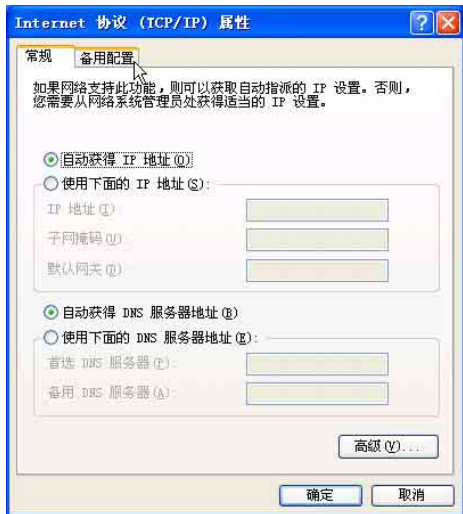 Internet 协议 (TCP/IP) 属性
常规
备用配置
如果网络支持此功能，则可以获取自动指派的 IP 设置。否则，
您需要从网络系统管理员处获得适当的 IP 设置。
自动获得 IP 地址(O)
使用下面的 IP 地址(S):
IP 地址(I):
子网掩码(U):
默认网关(D):
自动获得 DNS 服务器地址(B)
使用下面的 DNS 服务器地址(E):
首选 DNS 服务器(P):
备用 DNS 服务器(A):
高级(V)...
确定
取消